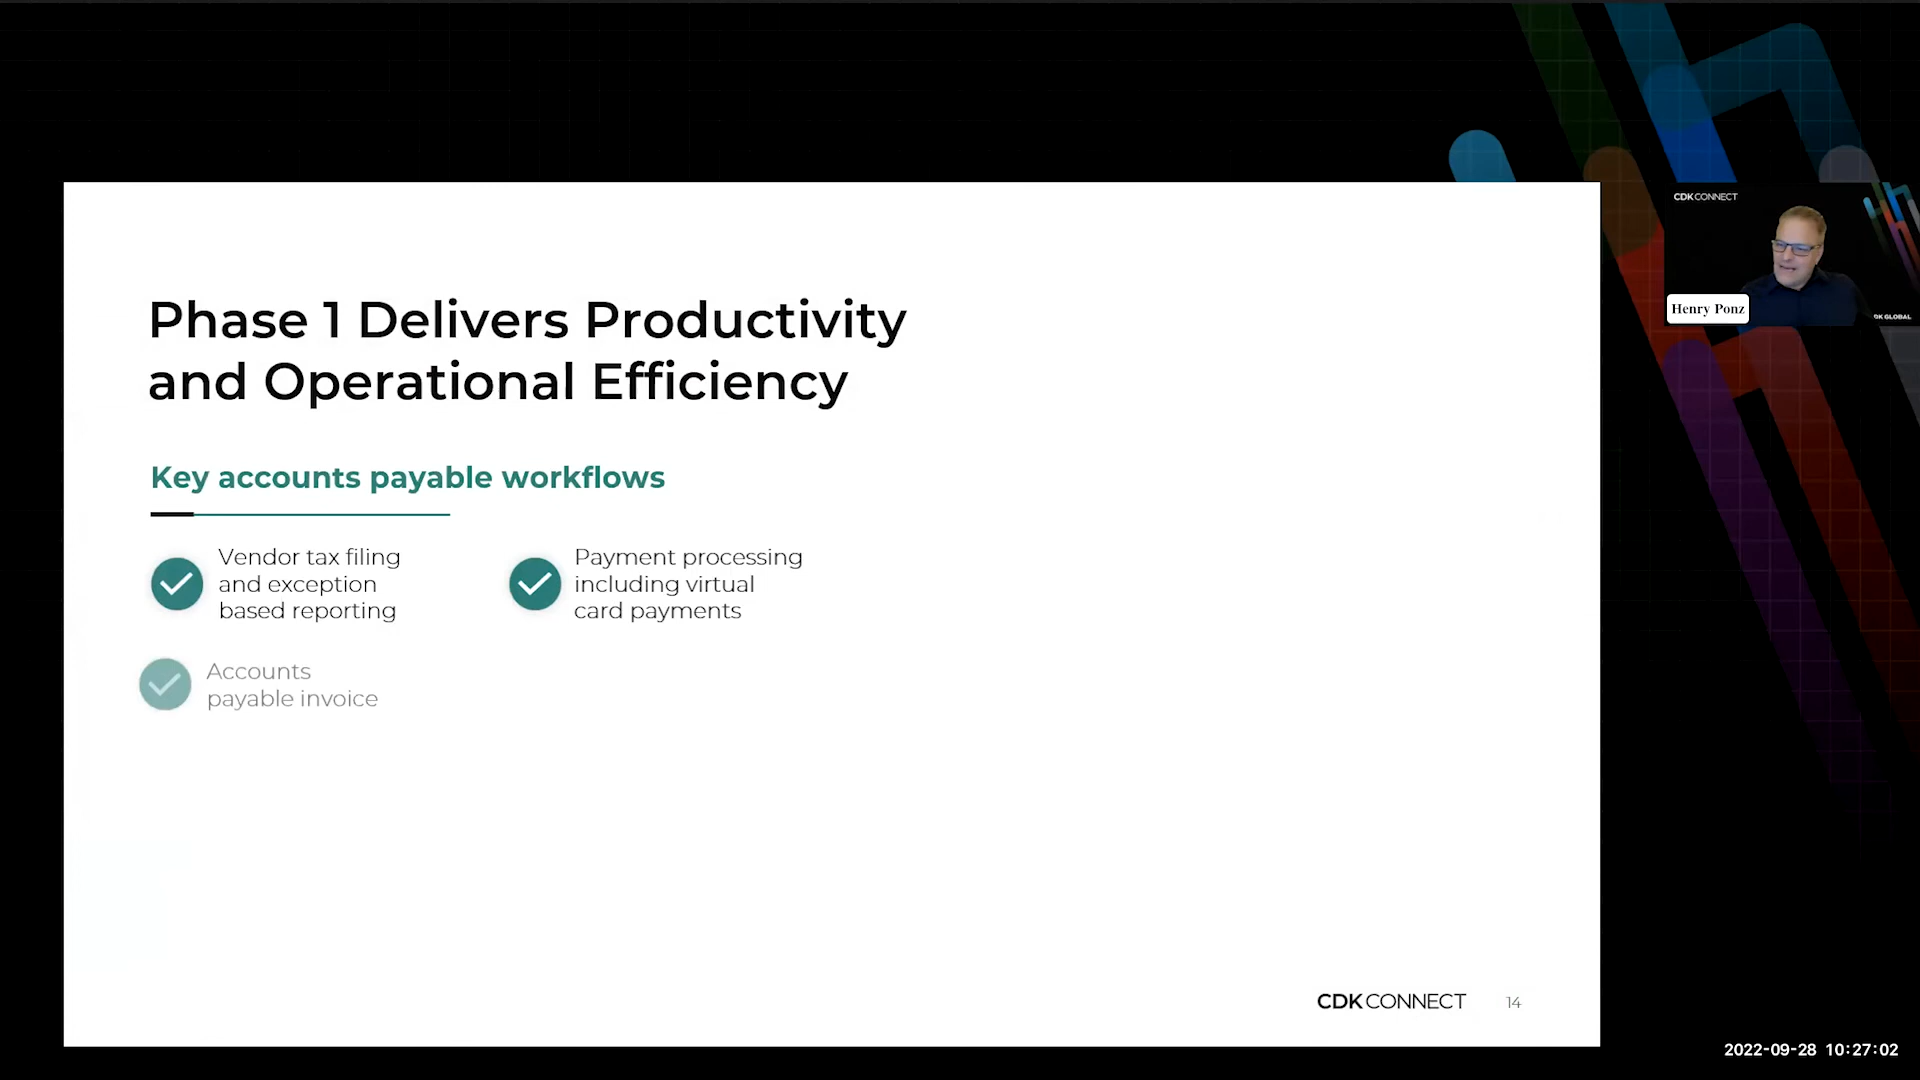 Phase 1 Delivers Productivity
and Operational Efficiency
Key accounts payable workflows
Vendor tax filing
and exception
based reporting
Payment processing
including virtual
card payments
Accounts
payable invoice
CDK CONNECT
14
CDK CONNECT
Henry Ponz
DK GLOBAL
2022-09-28 10:27:02